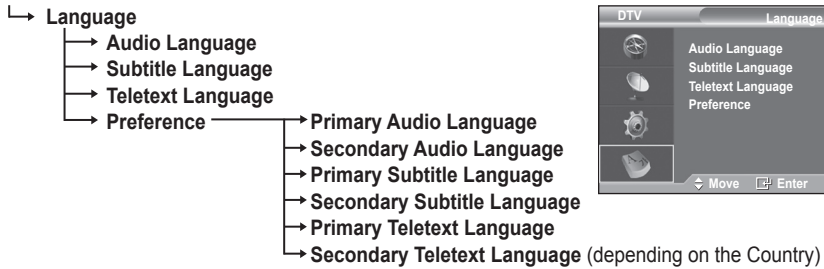 Language
Audio Language
Subtitle Language
Teletext Language
Preference
Primary Audio Language
Secondary Audio Language
Primary Subtitle Language
Secondary Subtitle Language
Primary Teletext Language
Secondary Teletext Language (depending on the Country)
DTV Language
Audio Language
Subtitle Language
Teletext Language
Preference
Move Enter